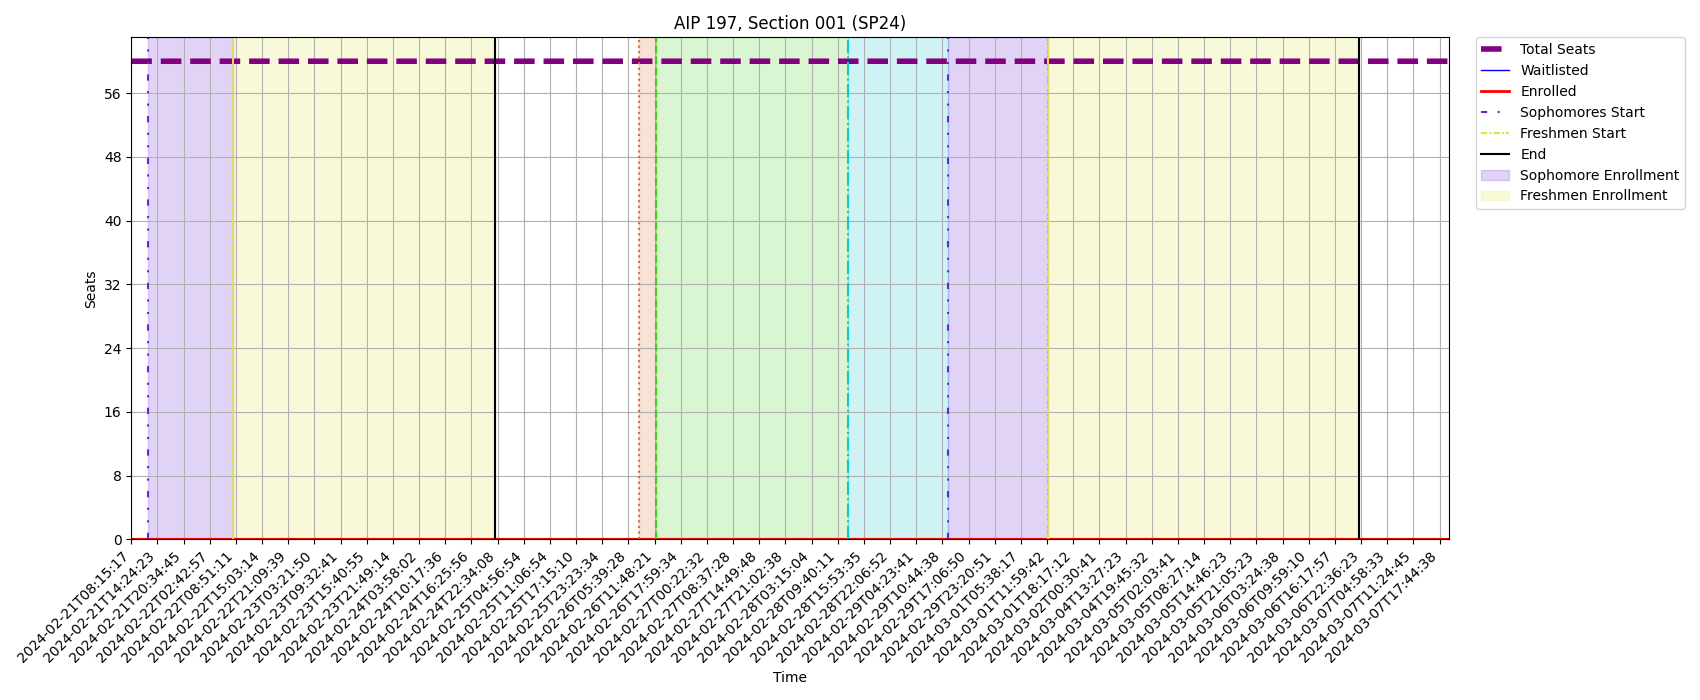 AIP 197, Section 001 (SP24)
Total Seats
Waitlisted
Enrolled
Sophomores Start
Freshmen Start
End
Sophomore Enrollment
Freshmen Enrollment
Seats
56
48
40
32
24
16
8
0
2024-02-21T08:15:17
2024-02-21T14:24:23
2024-02-21T20:34:45
2024-02-22T02:42:57
2024-02-22T08:51:11
2024-02-22T15:03:14
2024-02-22T21:09:39
2024-02-23T03:21:50
2024-02-23T09:32:41
2024-02-23T15:40:55
2024-02-23T21:49:14
2024-02-24T03:58:02
2024-02-24T10:17:36
2024-02-24T16:25:56
2024-02-24T22:34:08
2024-02-25T04:56:54
2024-02-25T11:06:54
2024-02-25T17:15:10
2024-02-25T23:23:34
2024-02-26T05:39:28
2024-02-26T11:48:21
2024-02-26T17:59:34
2024-02-27T00:22:32
2024-02-27T08:37:28
2024-02-27T14:49:48
2024-02-27T21:02:38
2024-02-28T03:15:04
2024-02-28T09:40:11
2024-02-28T15:53:35
2024-02-28T22:06:52
2024-02-29T04:23:41
2024-02-29T10:44:38
2024-02-29T17:06:50
2024-02-29T23:20:51
2024-03-01T05:38:17
2024-03-01T11:59:42
2024-03-01T18:17:12
2024-03-02T00:30:41
2024-03-04T13:27:23
2024-03-04T19:45:32
2024-03-05T02:03:41
2024-03-05T08:27:14
2024-03-05T14:46:23
2024-03-05T21:05:23
2024-03-06T03:24:38
2024-03-06T09:59:10
2024-03-06T16:17:57
2024-03-06T22:36:23
2024-03-07T04:58:33
2024-03-07T11:24:45
2024-03-07T17:44:38
Time